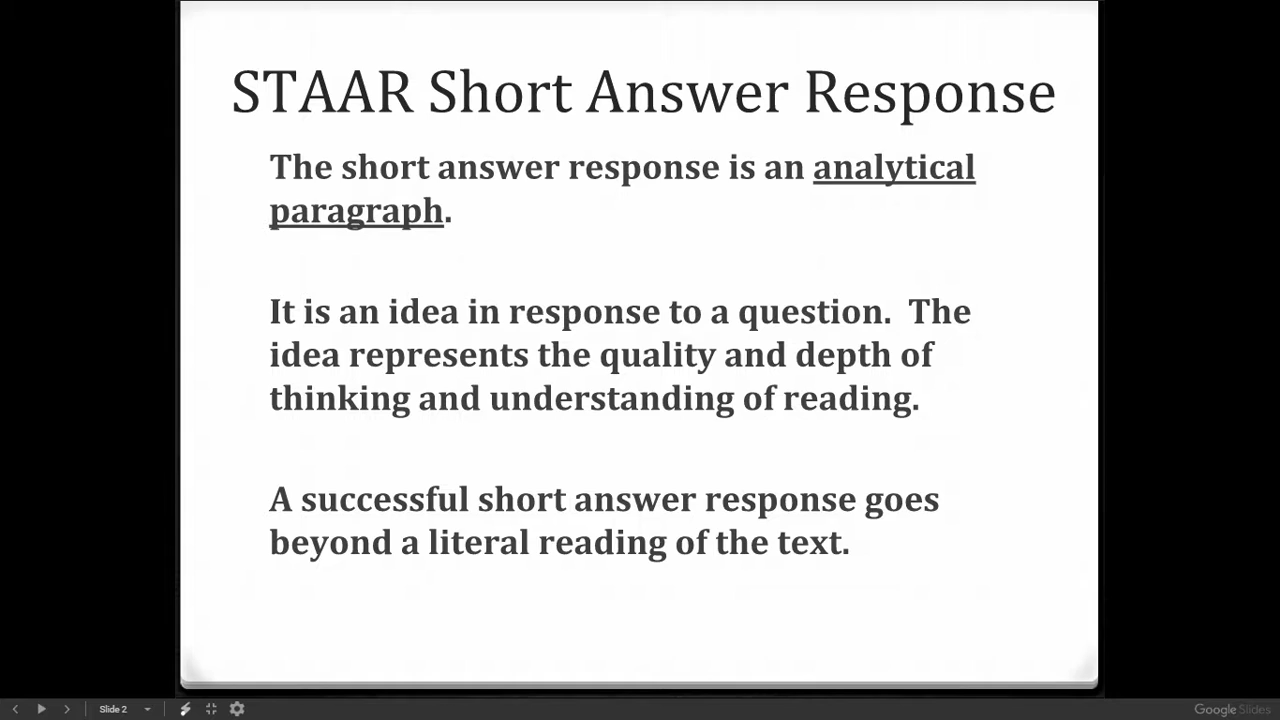 STAAR Short Answer Response
The short answer response is an analytical
paragraph.
It is an idea in response to a question.  The
idea represents the quality and depth of
thinking and understanding of reading.
A successful short answer response goes
beyond a literal reading of the text.
Slide 2
Google Slides